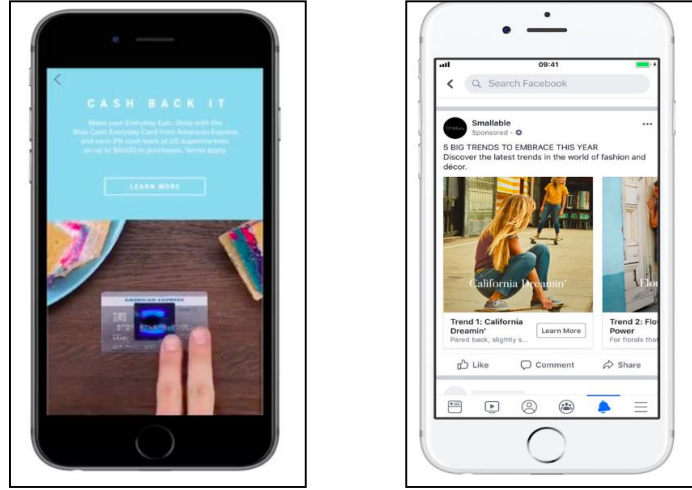 CASH BACK IT
Make your Everyday Epic. Shop with the
Blue Cash Everyday Card from American Express
and earn 3% cash back at US supermarkets
on up to $6000 in purchases. Terms apply.
LEARN MORE
AMERICAN EXPRESS
09:41
Search Facebook
Smallable
Sponsored
5 BIG TRENDS TO EMBRACE THIS YEAR
Discover the latest trends in the world of fashion and
décor.
California Dreamin'
Flo
Trend 1: California
Dreamin'
Pared back, slightly s...
Learn More
Trend 2: Flo
Power
For florals that
Like
Comment
Share